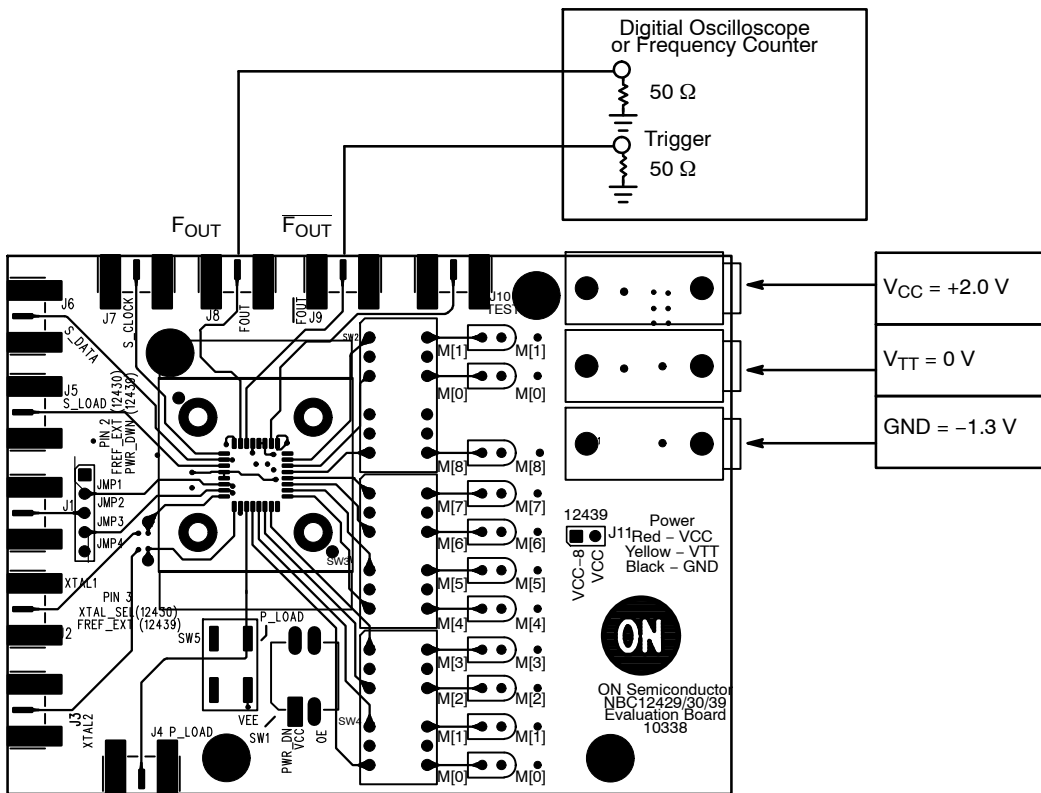 Digitial Oscilloscope
or Frequency Counter
50 Ω
Trigger
50 Ω
FOUT
FOUT
VCC = +2.0 V
VTT = 0 V
GND = −1.3 V
J6
J7
S_CLOCK
J8
FOUT
FOUT
J9
J10
TEST
S_DATA
J5
S_LOAD
PIN 2
FREF_EXT (12430)
PWR_DWN (12439)
J1
JMP1
JMP2
JMP3
JMP4
XTAL1
2
PIN 3
XTAL_SEL(12430)
FREF_EXT (12439)
J3
XTAL2
J4 P_LOAD
SW5
P_LOAD
VEE
SW1
PWR_DN
VCC
OE
SW2
SW3
SW4
M[1] M[1]
M[0] M[0]
M[8] M[8]
M[7] M[7]
M[6] M[6]
M[5] M[5]
M[4] M[4]
M[3] M[3]
M[2] M[2]
M[1] M[1]
M[0] M[0]
1
12439
J11
VCC-8
VCC
Power
Red – VCC
Yellow – VTT
Black – GND
ON
ON Semiconductor
NBC12429/30/39
Evaluation Board
10338